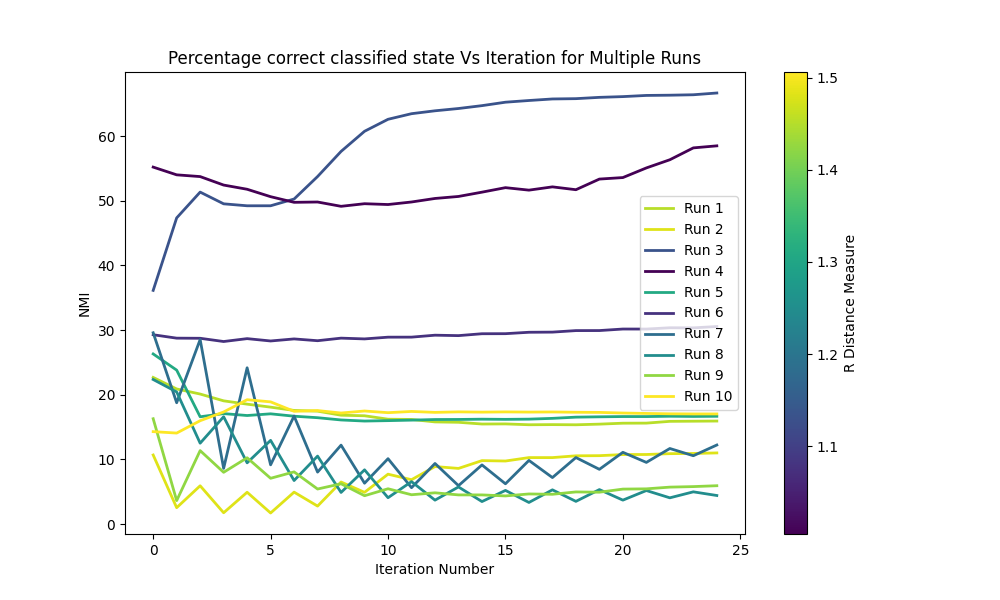 Percentage correct classified state Vs Iteration for Multiple Runs
NMI
60
50
40
30
20
10
0
0
5
10
15
20
25
Iteration Number
Run 1
Run 2
Run 3
Run 4
Run 5
Run 6
Run 7
Run 8
Run 9
Run 10
1.5
1.4
1.3
1.2
1.1
R Distance Measure